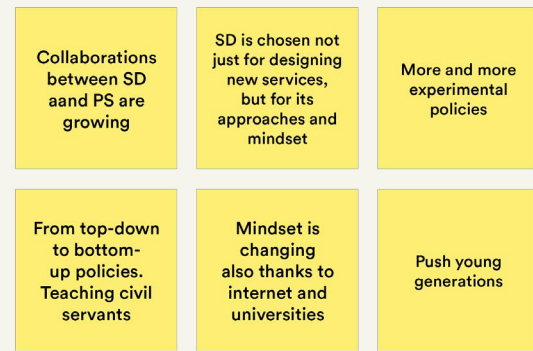 Collaborations
between SD
aand PS are
growing
SD is chosen not
just for designing
new services,
but for its
approaches and
mindset
More and more
experimental
policies
From top-down
to bottom-
up policies.
Teaching civil
servants
Mindset is
changing
also thanks to
internet and
universities
Push young
generations